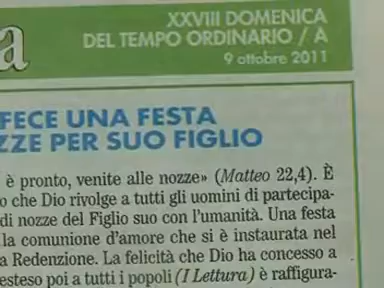 a
XXVIII DOMENICA
DEL TEMPO ORDINARIO / A
9 ottobre 2011
FECE UNA FESTA
ZZE PER SUO FIGLIO
è pronto, venite alle nozze» (Matteo 22,4). È
o che Dio rivolge a tutti gli uomini di partecipa-
di nozze del Figlio suo con l'umanità. Una festa
la comunione d'amore che si è instaurata nel
a Redenzione. La felicità che Dio ha concesso a
esteso poi a tutti i popoli (I Lettura) è raffigura-